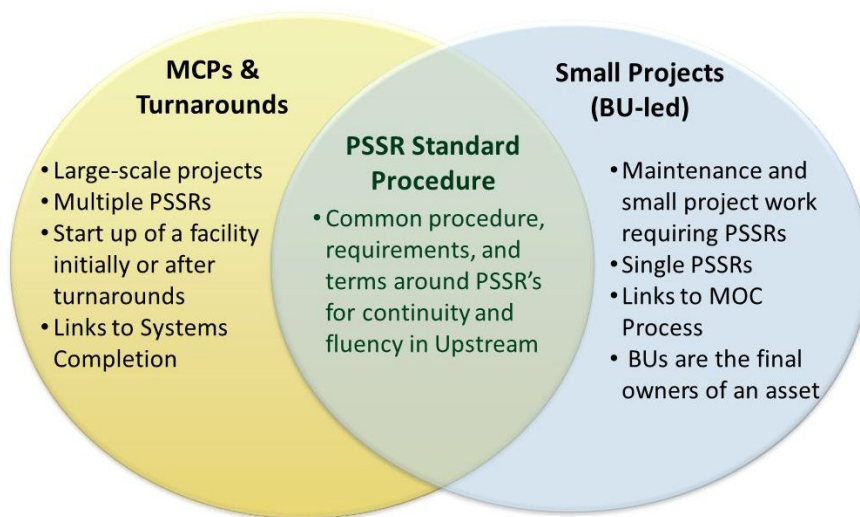 MCPs &
Turnarounds
• Large-scale projects
• Multiple PSSRs
• Start up of a facility
initially or after
turnarounds
• Links to Systems
Completion
PSSR Standard
Procedure
• Common procedure,
requirements, and
terms around PSSR’s
for continuity and
fluency in Upstream
Small Projects
(BU-led)
• Maintenance and
small project work
requiring PSSRs
• Single PSSRs
• Links to MOC
Process
• BUs are the final
owners of an asset